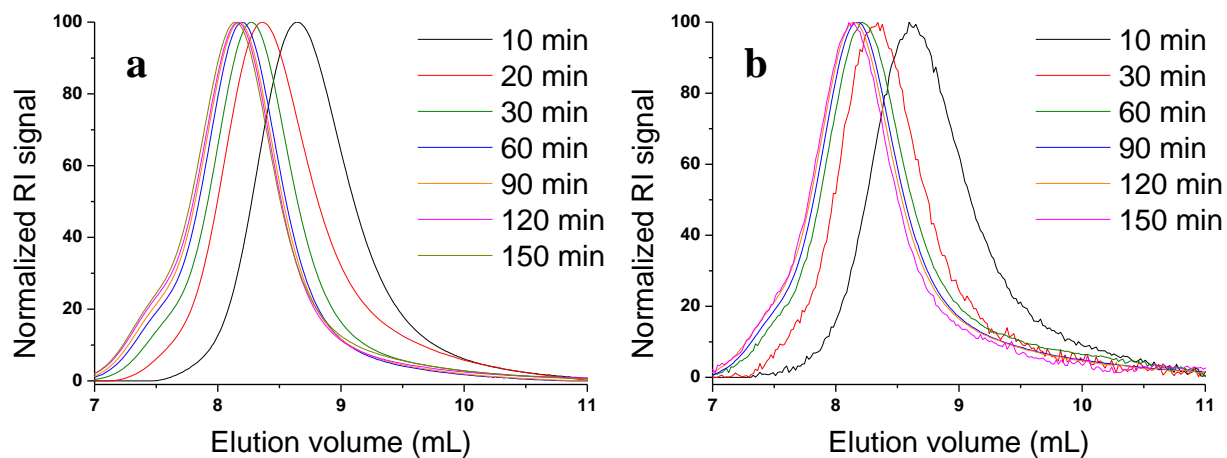 a
Normalized RI signal
100
80
60
40
20
0
7
8
9
10
11
Elution volume (mL)
10 min
20 min
30 min
60 min
90 min
120 min
150 min
b
Normalized RI signal
100
80
60
40
20
0
7
8
9
10
11
Elution volume (mL)
10 min
30 min
60 min
90 min
120 min
150 min